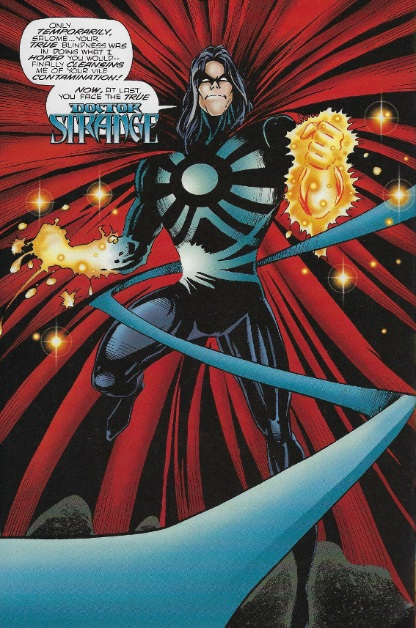 ONLY
TEMPORARILY,
SALOME...YOUR
TRUE BLINDNESS WAS
IN DOING WHAT I
HOPED YOU WOULD--
FINALLY CLEANSING
ME OF YOUR VILE
CONTAMINATION!
NOW, AT LAST
YOU FACE THE TRUE
DOCTOR
STRANGE